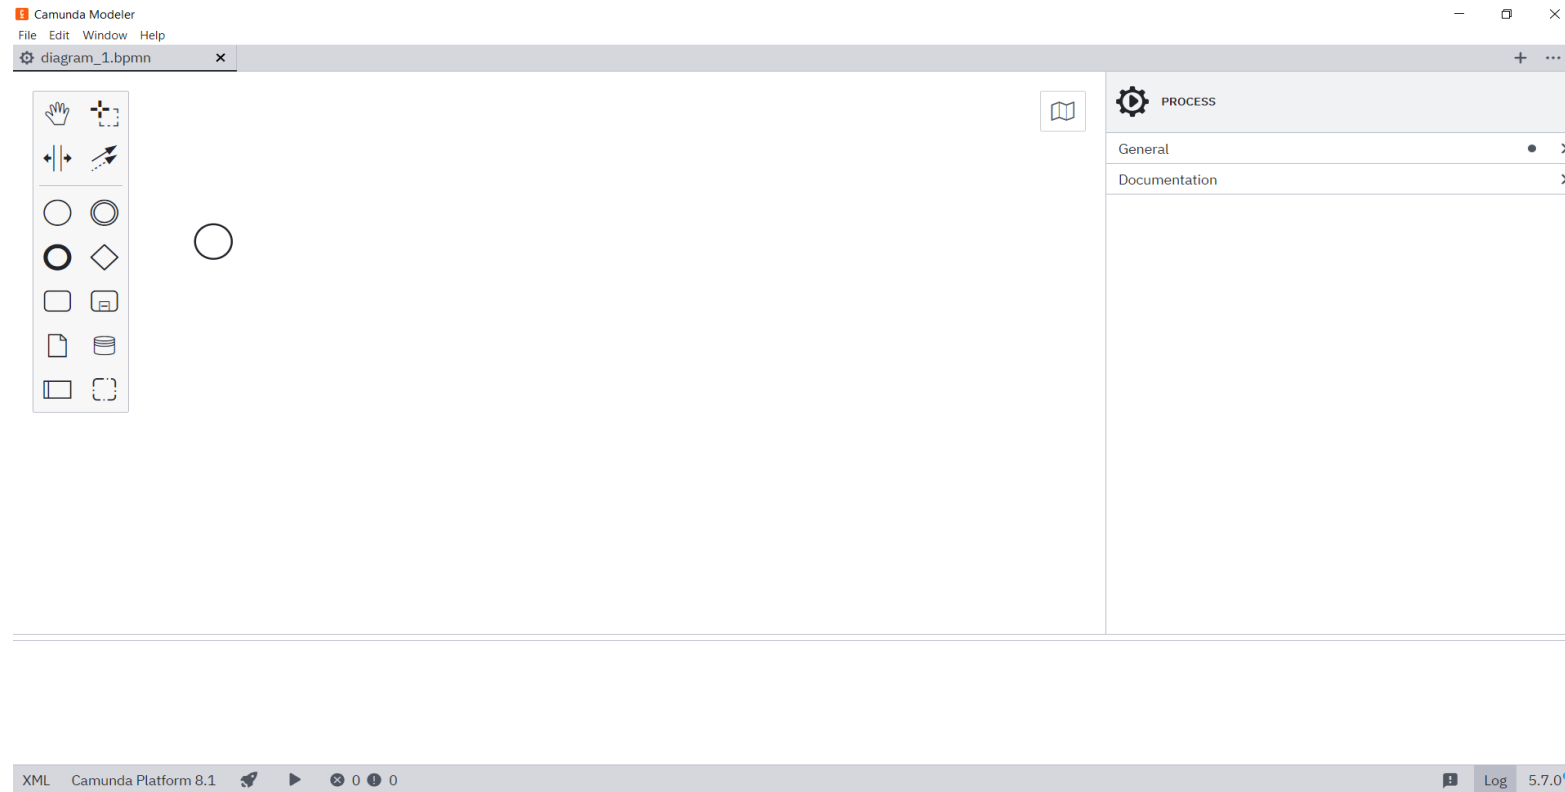 Camunda Modeler
File Edit Window Help
diagram_1.bpmn
PROCESS
General
Documentation
XML Camunda Platform 8.1 0 0 Log 5.7.0